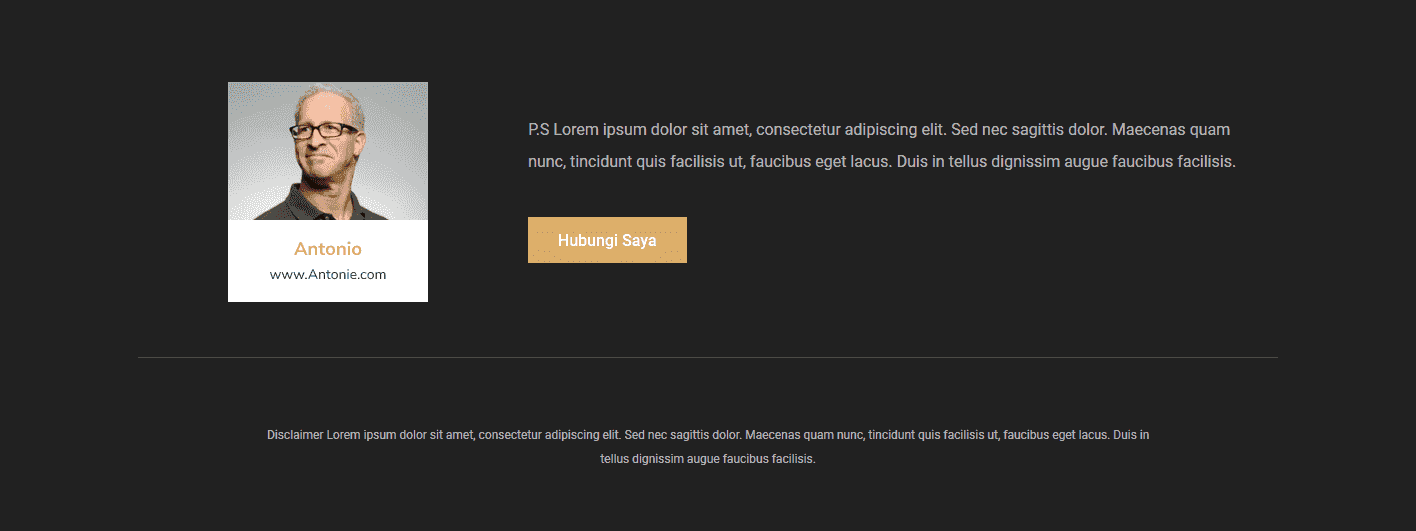 Antonio
www.Antonie.com
P.S Lorem ipsum dolor sit amet, consectetur adipiscing elit. Sed nec sagittis dolor. Maecenas quam
nunc, tincidunt quis facilisis ut, faucibus eget lacus. Duis in tellus dignissim augue faucibus facilisis.
Hubungi Saya
Disclaimer Lorem ipsum dolor sit amet, consectetur adipiscing elit. Sed nec sagittis dolor. Maecenas quam nunc, tincidunt quis facilisis ut, faucibus eget lacus. Duis in
tellus dignissim augue faucibus facilisis.